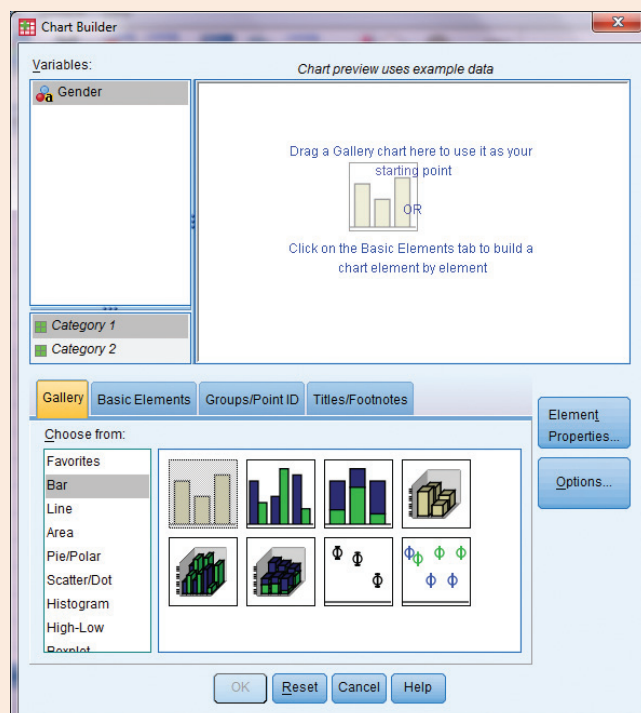 Chart Builder
Variables:
Chart preview uses example data
Gender
Drag a Gallery chart here to use it as your
starting point
OR
Click on the Basic Elements tab to build a
chart element by element
Category 1
Category 2
Gallery
Basic Elements
Groups/Point ID
Titles/Footnotes
Element
Properties...
Options...
Choose from:
Favorites
Bar
Line
Area
Pie/Polar
Scatter/Dot
Histogram
High-Low
Boxplot
OK
Reset
Cancel
Help